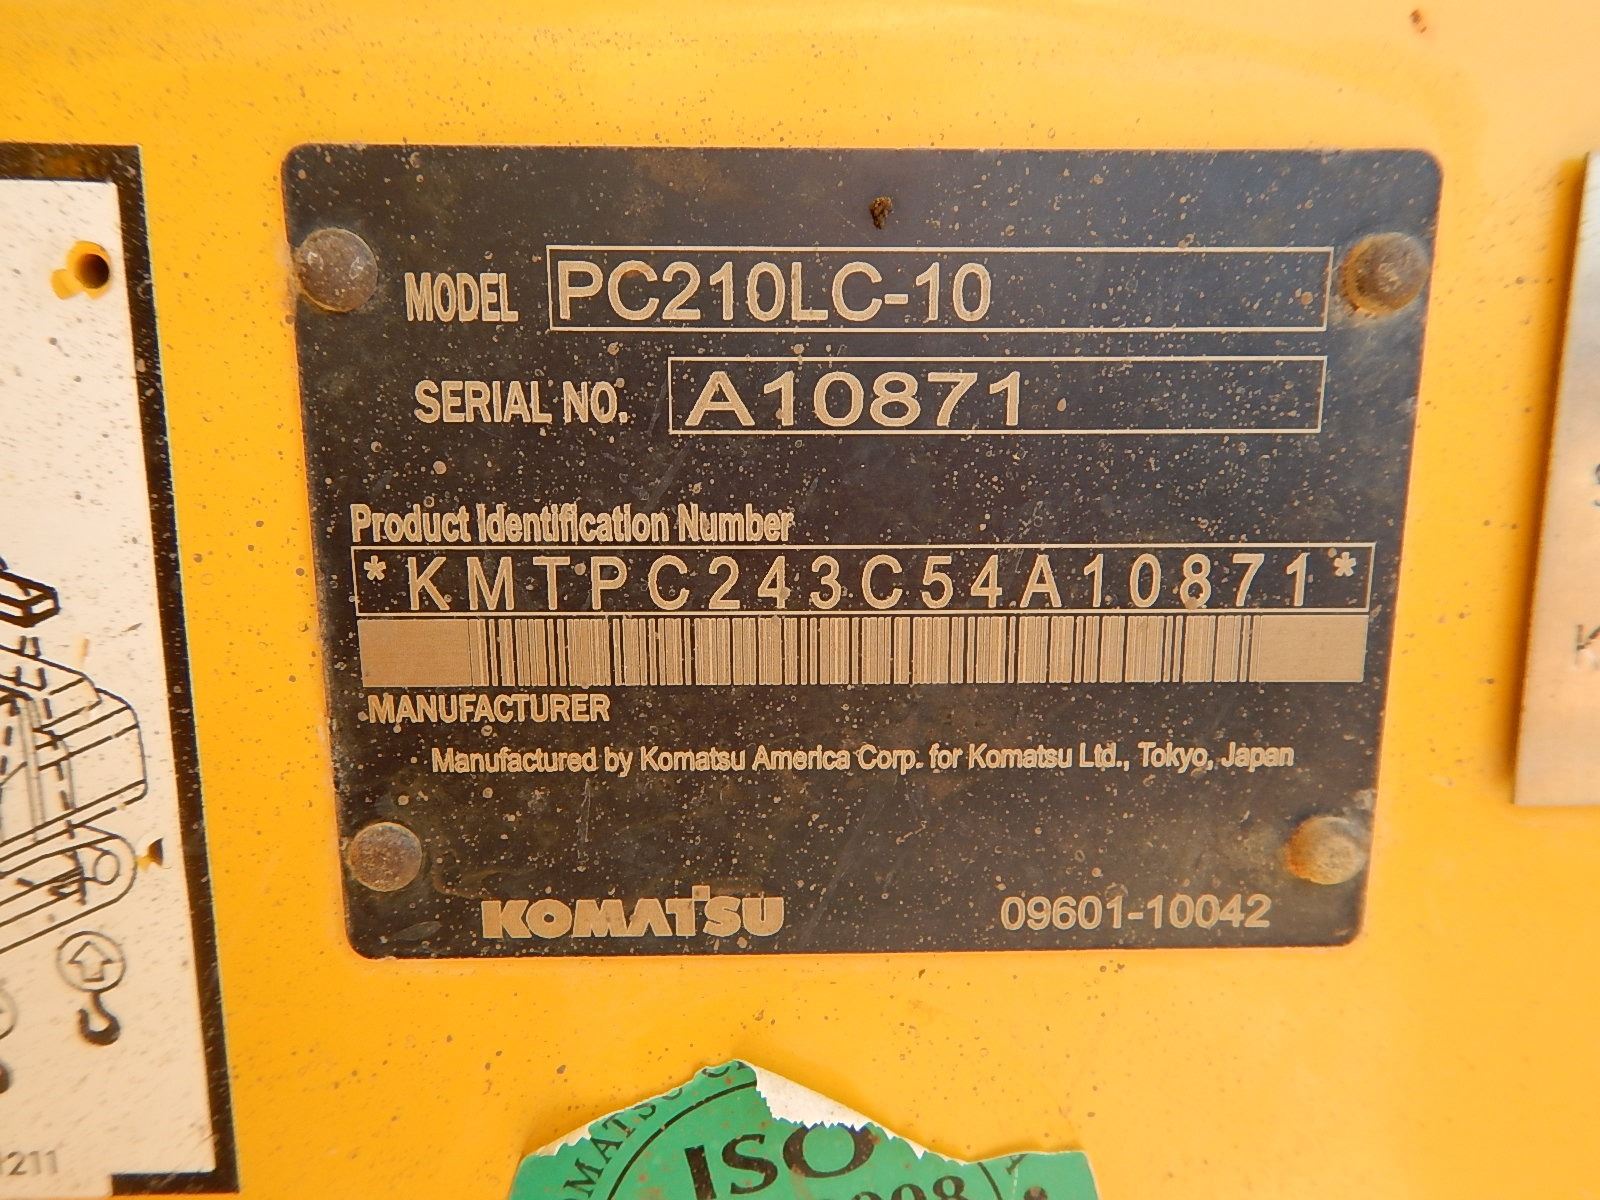 MODEL PC210LC-10
SERIAL NO. A10871
Product Identification Number
*KMTPC243C54A10871*
MANUFACTURER
Manufactured by Komatsu America Corp. for Komatsu Ltd., Tokyo, Japan
KOMATSU 09601-10042
ISO